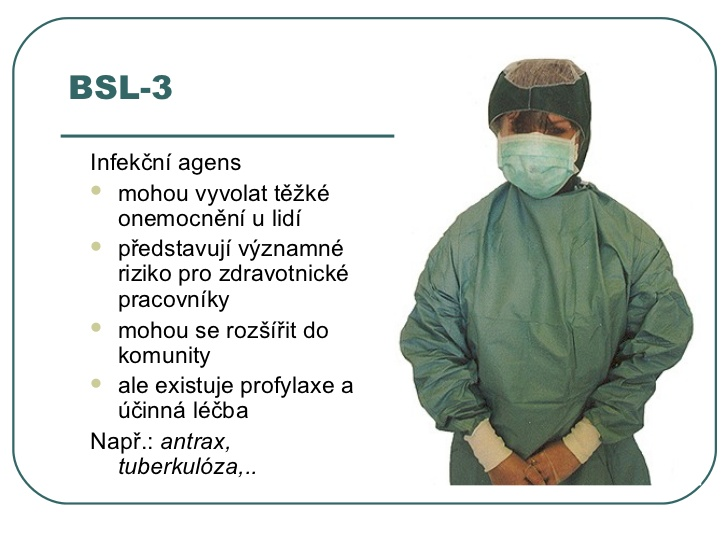 BSL-3
Infekční agens
mohou vyvolat těžké
onemocnění u lidí
představují významné
riziko pro zdravotnické
pracovníky
mohou se rozšířit do
komunity
ale existuje profylaxe a
účinná léčba
Např.: antrax,
tuberkulóza,..